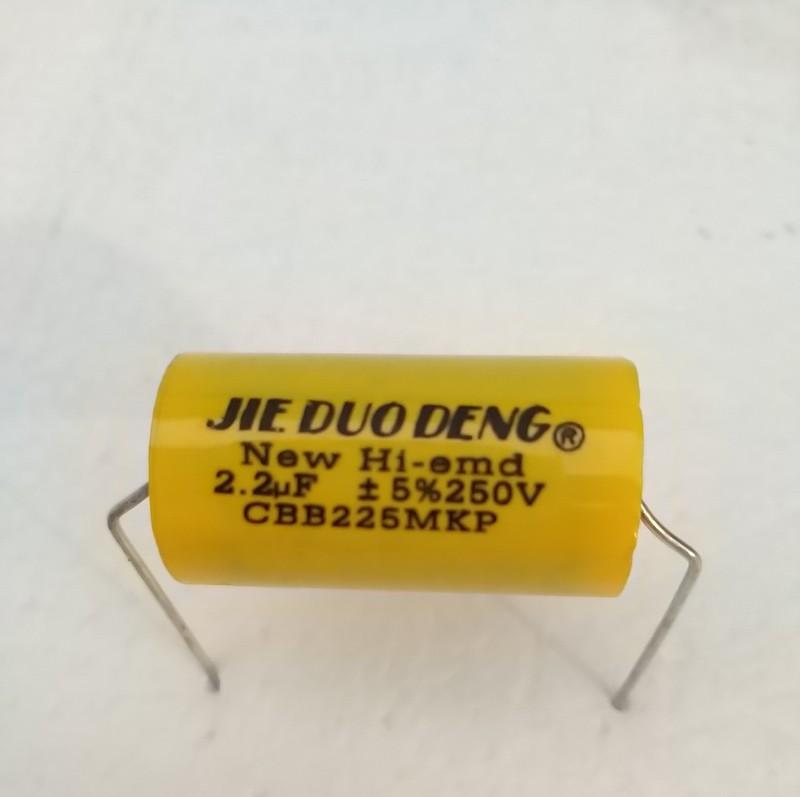 JIE DUO DENG®
New Hi-emd
2.2µF ±5%250V
CBB225MKP